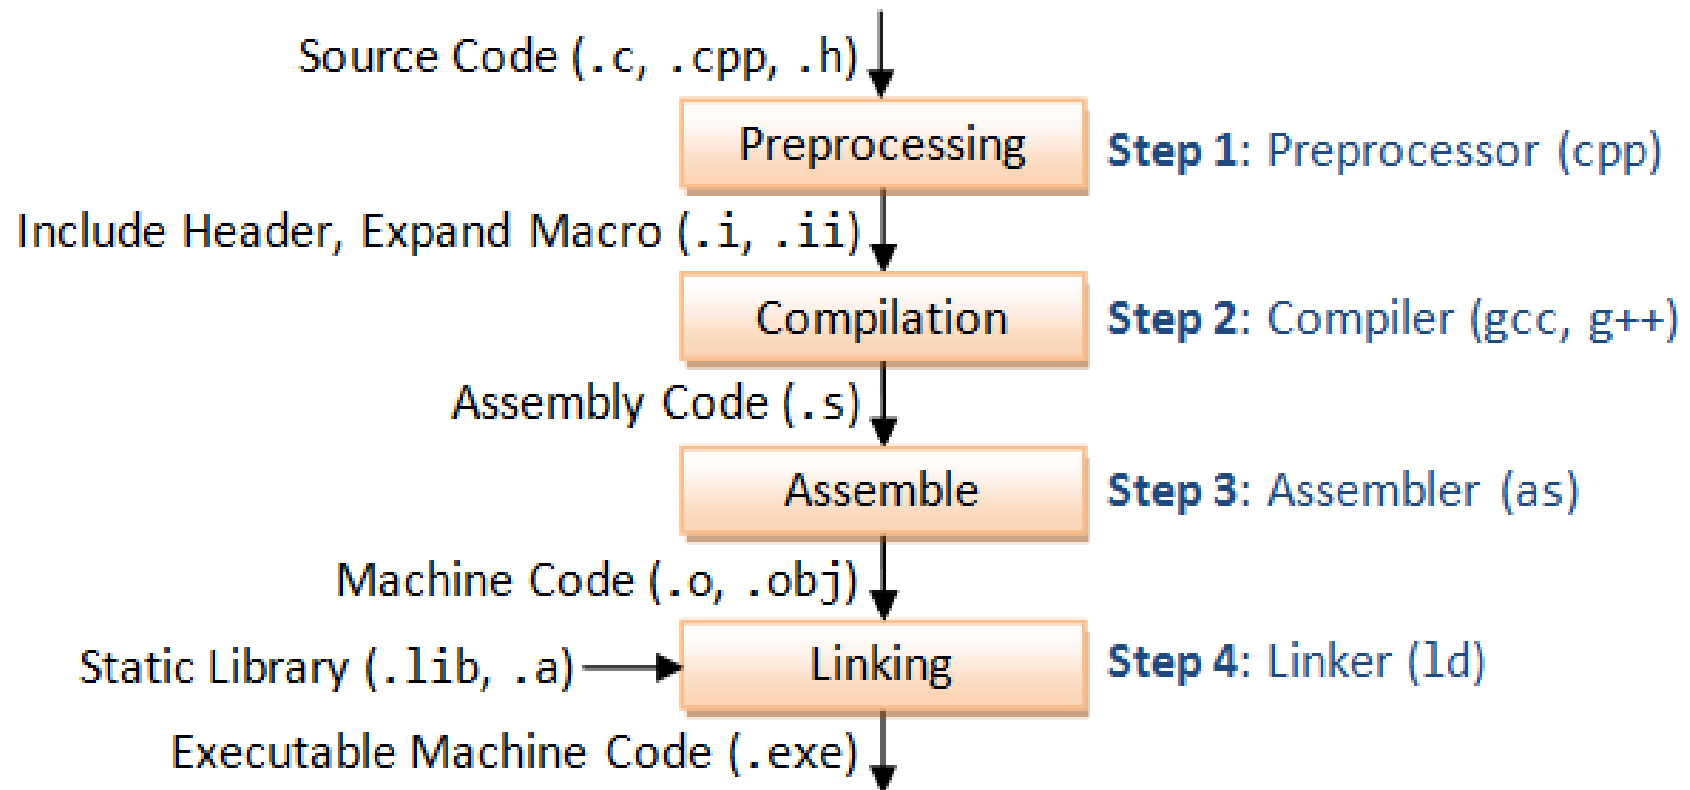 Source Code (.c, .cpp, .h)
Preprocessing
Step 1: Preprocessor (cpp)
Include Header, Expand Macro (.i, .ii)
Compilation
Step 2: Compiler (gcc, g++)
Assembly Code (.s)
Assemble
Step 3: Assembler (as)
Machine Code (.o, .obj)
Static Library (.lib, .a)
Linking
Step 4: Linker (ld)
Executable Machine Code (.exe)